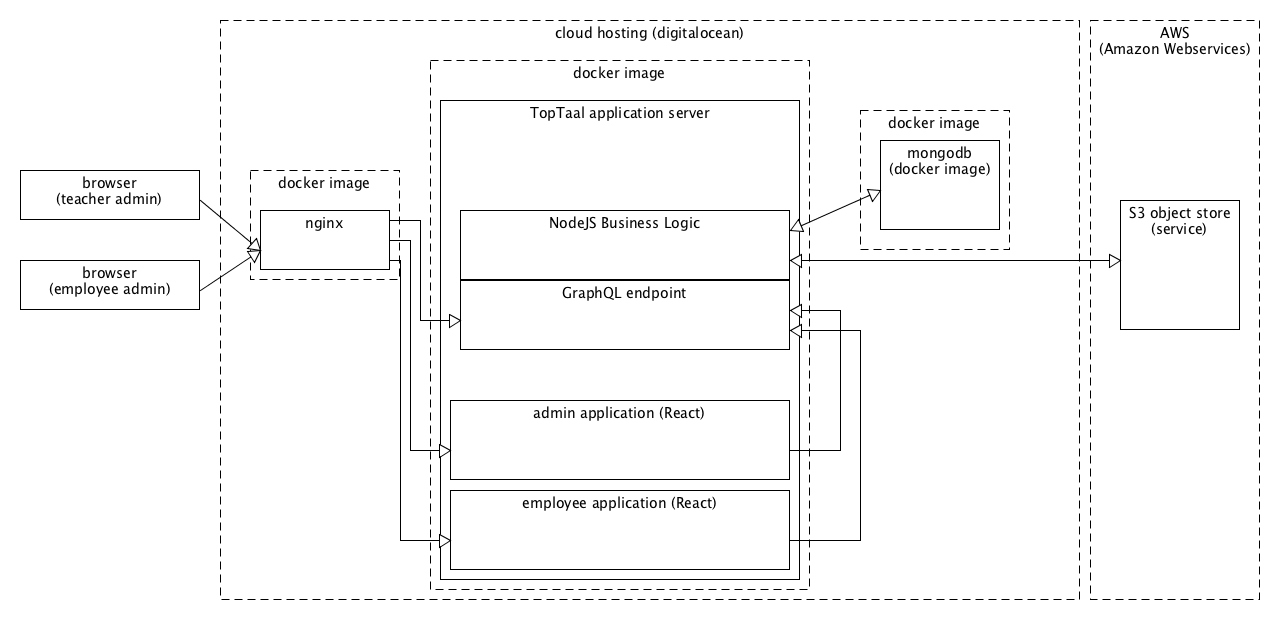 cloud hosting (digitalocean)
AWS
(Amazon Webservices)
docker image
TopTaal application server
docker image
mongodb
(docker image)
browser
(teacher admin)
docker image
nginx
NodeJS Business Logic
S3 object store
(service)
browser
(employee admin)
GraphQL endpoint
admin application (React)
employee application (React)